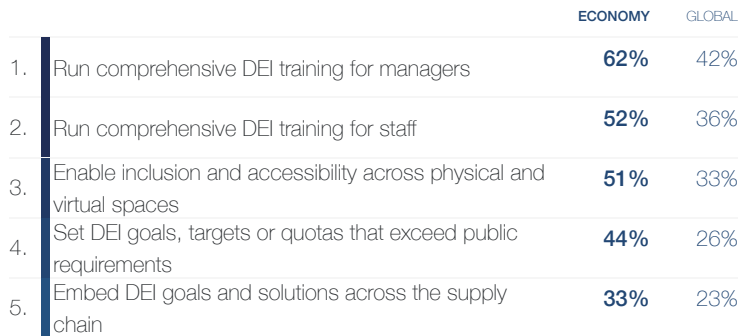 ECONOMY GLOBAL
1. Run comprehensive DEI training for managers 62% 42%
2. Run comprehensive DEI training for staff 52% 36%
3. Enable inclusion and accessibility across physical and
virtual spaces 51% 33%
4. Set DEI goals, targets or quotas that exceed public
requirements 44% 26%
5. Embed DEI goals and solutions across the supply
chain 33% 23%